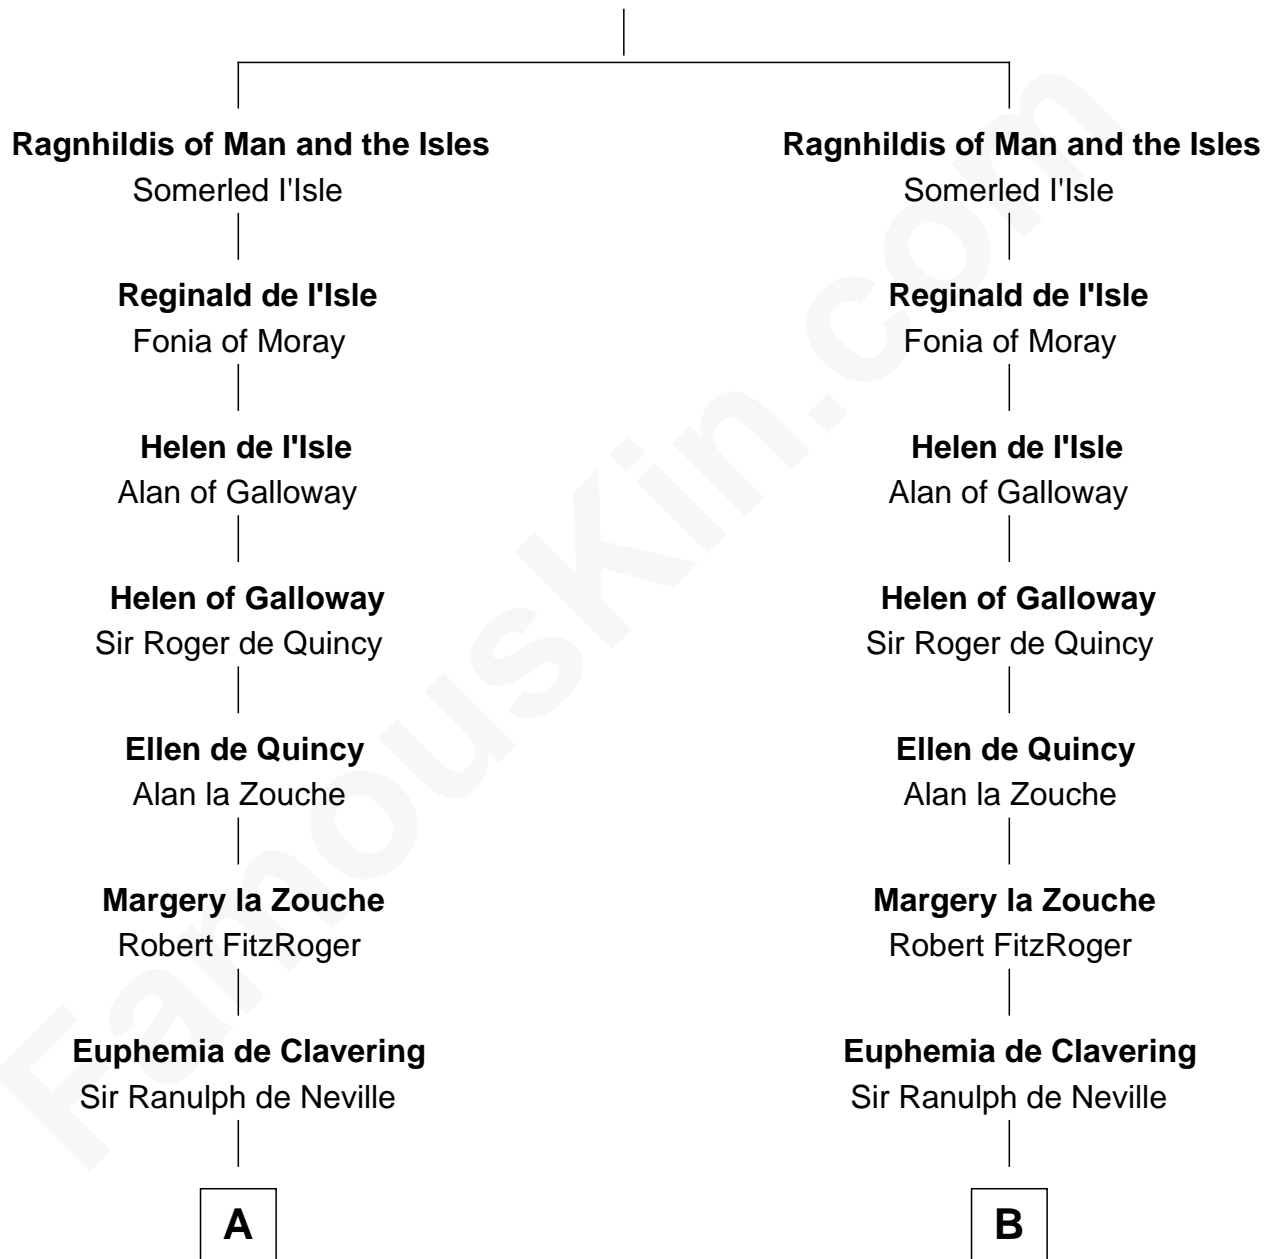 Ragnhildis of Man and the Isles Ragnhildis of Man and the Isles
Somerled I'Isle Somerled I'Isle
Reginald de I'Isle Reginald de I'Isle
Fonia of Moray Fonia of Moray
Helen de I'Isle Helen de I'Isle
Alan of Galloway Alan of Galloway
Helen of Galloway Helen of Galloway
Sir Roger de Quincy Sir Roger de Quincy
Ellen de Quincy Ellen de Quincy
Alan la Zouche Alan la Zouche
Margery la Zouche Margery la Zouche
Robert FitzRoger Robert FitzRoger
Euphemia de Clavering Euphemia de Clavering
Sir Ranulph de Neville Sir Ranulph de Neville
A B
FamousKin.com